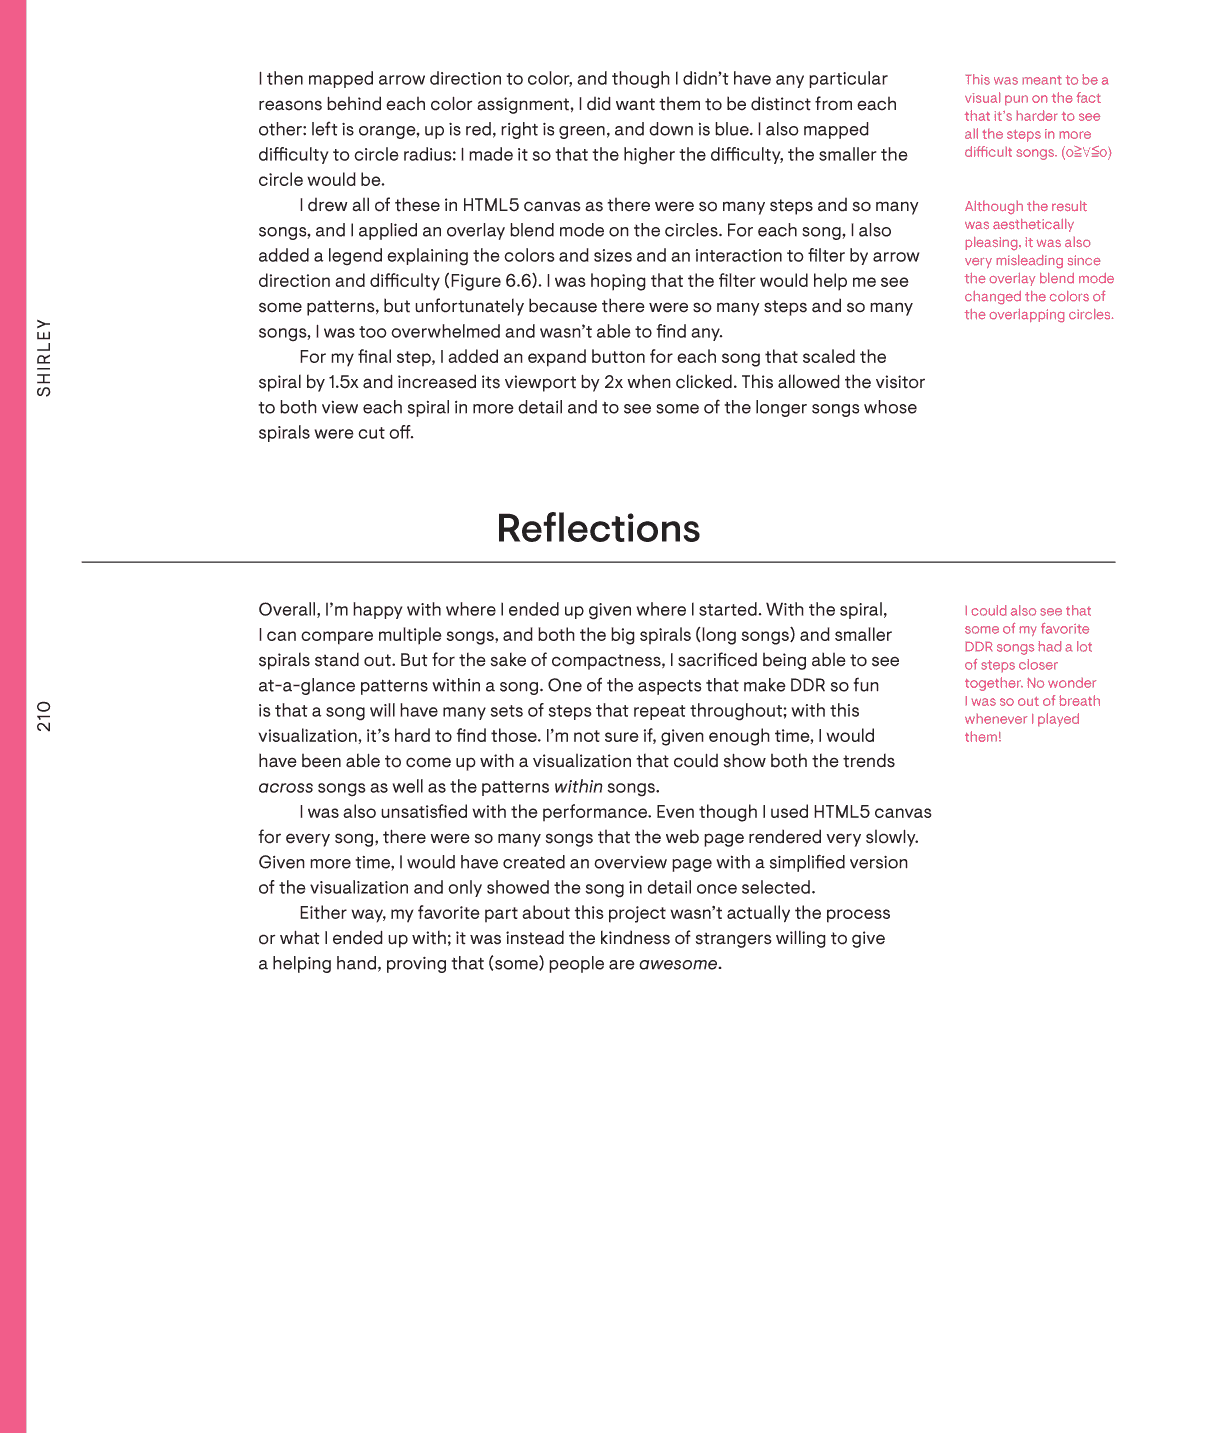 I then mapped arrow direction to color, and though I didn’t have any particular
reasons behind each color assignment, I did want them to be distinct from each
other: left is orange, up is red, right is green, and down is blue. I also mapped
difficulty to circle radius: I made it so that the higher the difficulty, the smaller the
circle would be.
I drew all of these in HTML5 canvas as there were so many steps and so many
songs, and I applied an overlay blend mode on the circles. For each song, I also
added a legend explaining the colors and sizes and an interaction to filter by arrow
direction and difficulty (Figure 6.6). I was hoping that the filter would help me see
some patterns, but unfortunately because there were so many steps and so many
songs, I was too overwhelmed and wasn’t able to find any.
For my final step, I added an expand button for each song that scaled the
spiral by 1.5x and increased its viewport by 2x when clicked. This allowed the visitor
to both view each spiral in more detail and to see some of the longer songs whose
spirals were cut off.
This was meant to be a
visual pun on the fact
that it’s harder to see
all the steps in more
difficult songs. (o≧∀≦o)
Although the result
was aesthetically
pleasing, it was also
very misleading since
the overlay blend mode
changed the colors of
the overlapping circles.
SHIRLEY
Reflections
Overall, I’m happy with where I ended up given where I started. With the spiral,
I can compare multiple songs, and both the big spirals (long songs) and smaller
spirals stand out. But for the sake of compactness, I sacrificed being able to see
at-a-glance patterns within a song. One of the aspects that make DDR so fun
is that a song will have many sets of steps that repeat throughout; with this
visualization, it’s hard to find those. I’m not sure if, given enough time, I would
have been able to come up with a visualization that could show both the trends
across songs as well as the patterns within songs.
I was also unsatisfied with the performance. Even though I used HTML5 canvas
for every song, there were so many songs that the web page rendered very slowly.
Given more time, I would have created an overview page with a simplified version
of the visualization and only showed the song in detail once selected.
Either way, my favorite part about this project wasn’t actually the process
or what I ended up with; it was instead the kindness of strangers willing to give
a helping hand, proving that (some) people are awesome.
I could also see that
some of my favorite
DDR songs had a lot
of steps closer
together. No wonder
I was so out of breath
whenever I played
them!
210